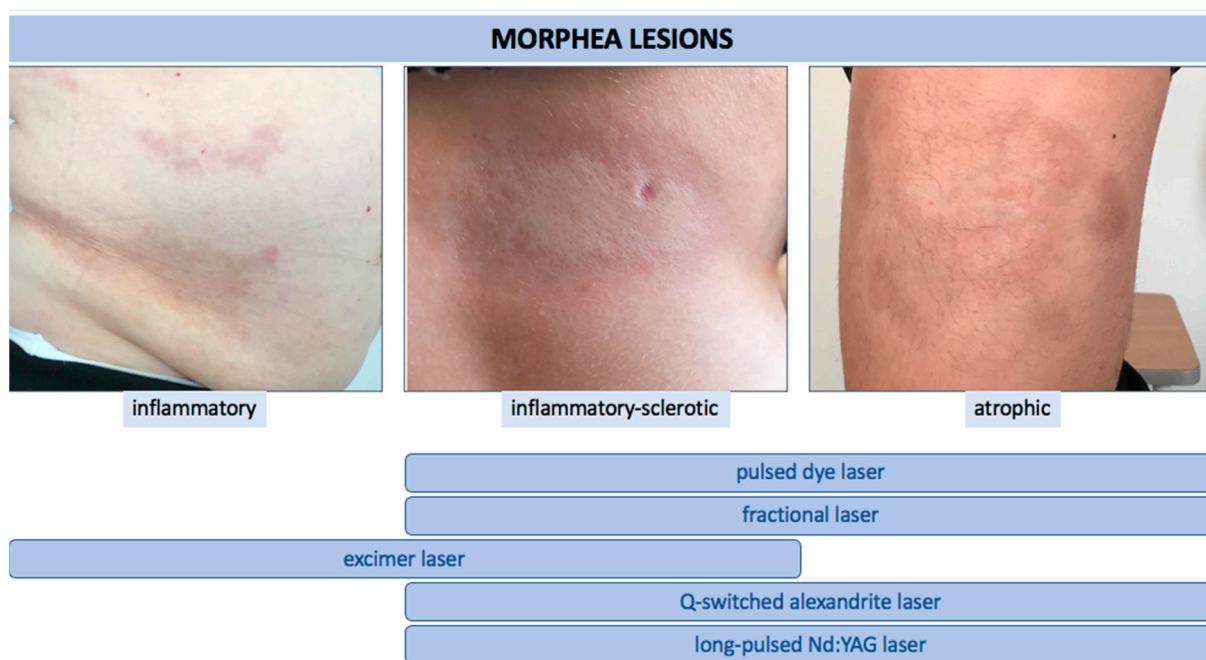 MORPHEA LESIONS
inflammatory
inflammatory-sclerotic
atrophic
pulsed dye laser
fractional laser
excimer laser
Q-switched alexandrite laser
long-pulsed Nd:YAG laser